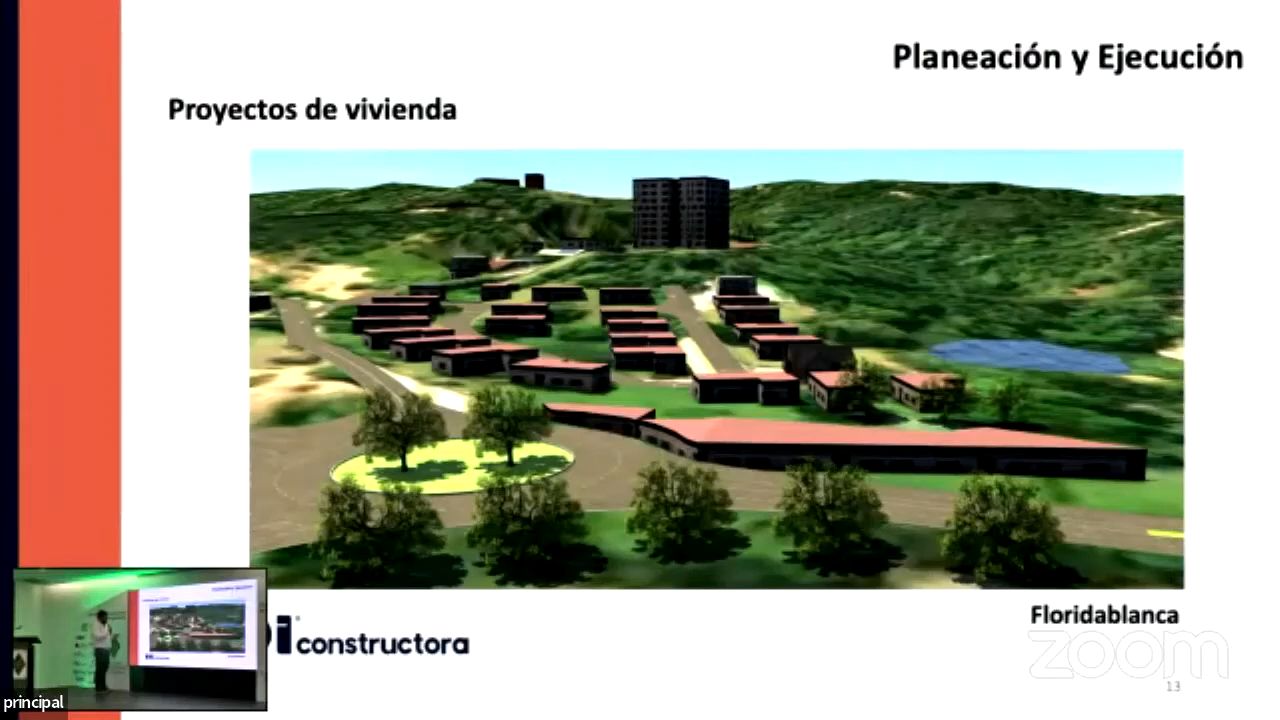 Planeación y Ejecución
Proyectos de vivienda
Floridablanca
constructora
zoom
13
principal